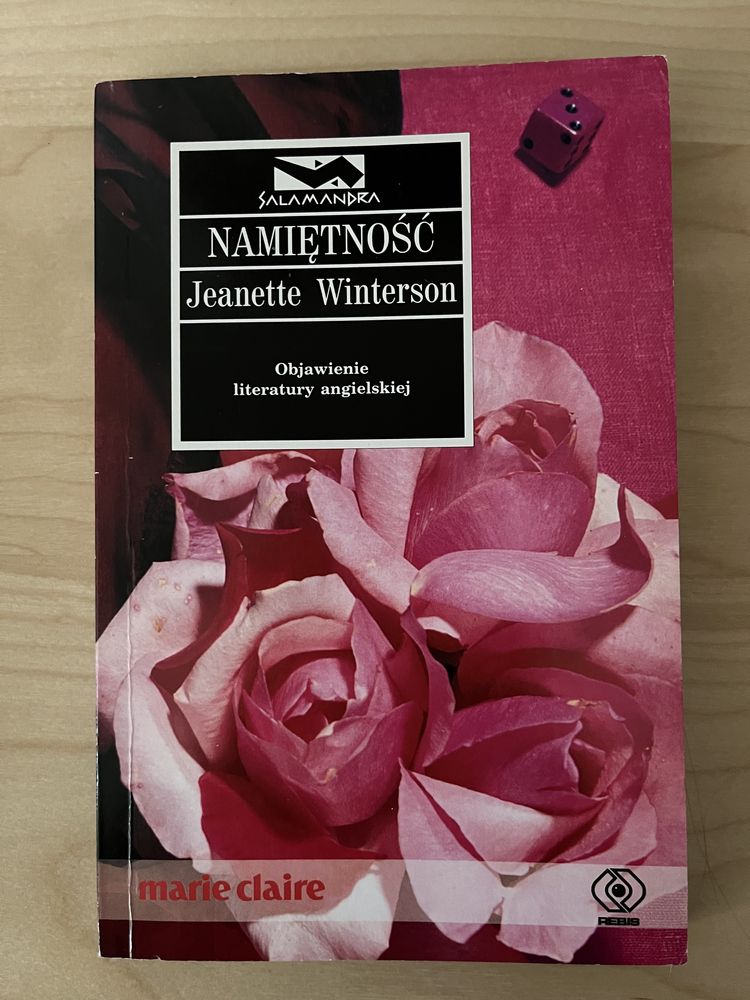 SALAMANDRA
NAMIĘTNOŚĆ
Jeanette Winterson
Objawienie
literatury angielskiej
marie claire
REBIS